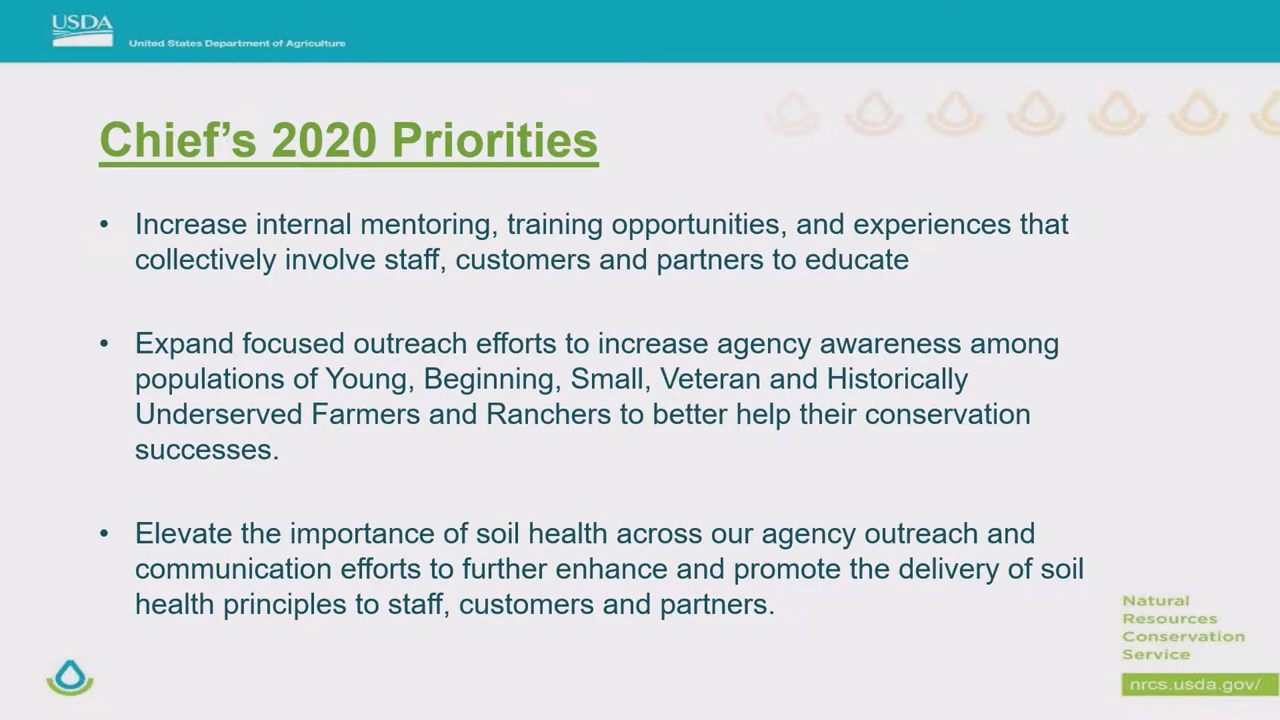 USDA
United States Department of Agriculture
Chief's 2020 Priorities
• Increase internal mentoring, training opportunities, and experiences that
collectively involve staff, customers and partners to educate
• Expand focused outreach efforts to increase agency awareness among
populations of Young, Beginning, Small, Veteran and Historically
Underserved Farmers and Ranchers to better help their conservation
successes.
• Elevate the importance of soil health across our agency outreach and
communication efforts to further enhance and promote the delivery of soil
health principles to staff, customers and partners.
Natural
Resources
Conservation
Service
nrcs.usda.gov/